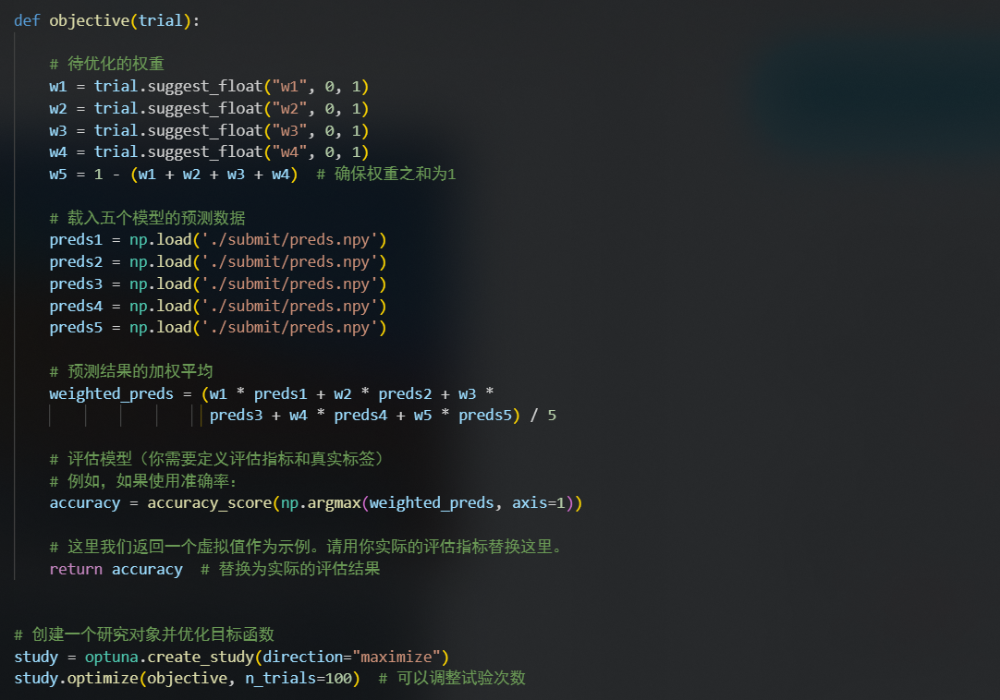 def objective(trial):
# 待优化的权重
w1 = trial.suggest_float("w1", 0, 1)
w2 = trial.suggest_float("w2", 0, 1)
w3 = trial.suggest_float("w3", 0, 1)
w4 = trial.suggest_float("w4", 0, 1)
w5 = 1 - (w1 + w2 + w3 + w4)  # 确保权重之和为1
# 载入五个模型的预测数据
preds1 = np.load('./submit/preds.npy')
preds2 = np.load('./submit/preds.npy')
preds3 = np.load('./submit/preds.npy')
preds4 = np.load('./submit/preds.npy')
preds5 = np.load('./submit/preds.npy')
# 预测结果的加权平均
weighted_preds = (w1 * preds1 + w2 * preds2 + w3 *
preds3 + w4 * preds4 + w5 * preds5) / 5
# 评估模型（你需要定义评估指标和真实标签）
# 例如，如果使用准确率：
accuracy = accuracy_score(np.argmax(weighted_preds, axis=1))
# 这里我们返回一个虚拟值作为示例。请用你实际的评估指标替换这里。
return accuracy  # 替换为实际的评估结果
# 创建一个研究对象并优化目标函数
study = optuna.create_study(direction="maximize")
study.optimize(objective, n_trials=100)  # 可以调整试验次数